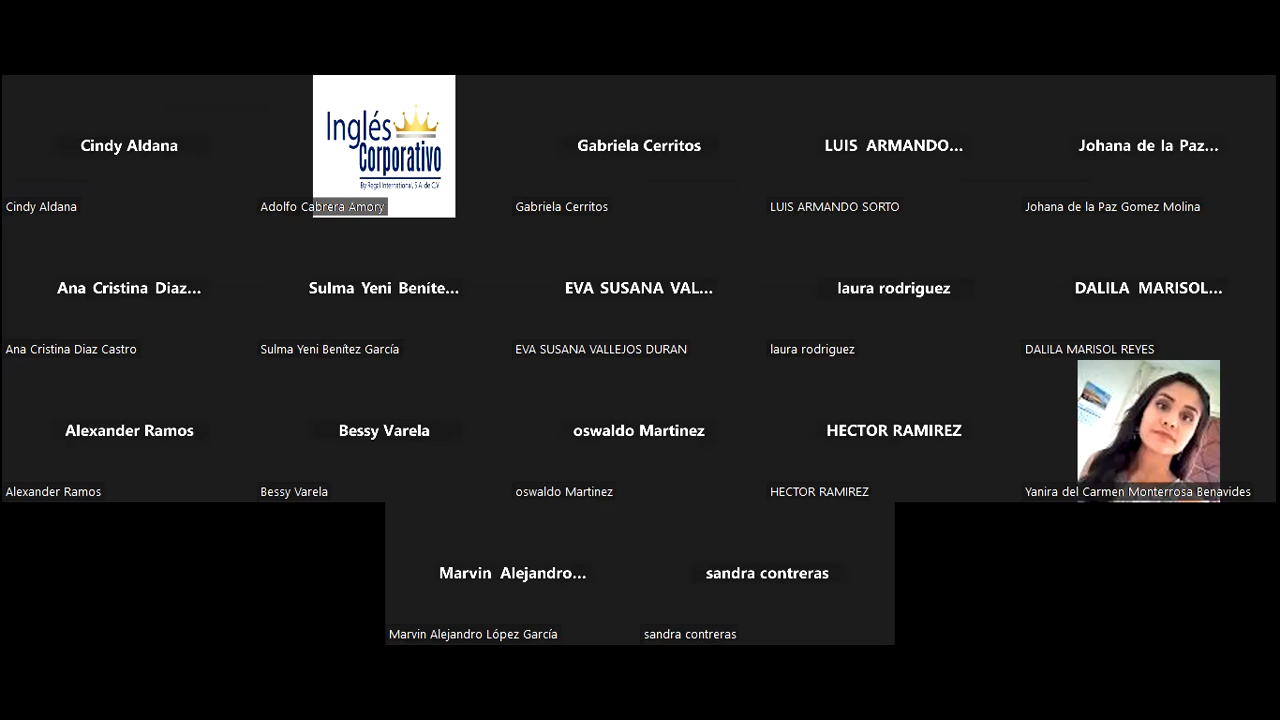 Cindy Aldana
Inglés
Corporativo
By Regal International, S.A. de C.V
Gabriela Cerritos
LUIS ARMANDO...
Johana de la Paz...
Cindy Aldana
Adolfo Cabrera Amory
Gabriela Cerritos
LUIS ARMANDO SORTO
Johana de la Paz Gomez Molina
Ana Cristina Diaz...
Sulma Yeni Beníte...
EVA SUSANA VAL...
laura rodriguez
DALILA MARISOL...
Ana Cristina Diaz Castro
Sulma Yeni Benítez García
EVA SUSANA VALLEJOS DURAN
laura rodriguez
DALILA MARISOL REYES
Alexander Ramos
Bessy Varela
oswaldo Martinez
HECTOR RAMIREZ
Alexander Ramos
Bessy Varela
oswaldo Martinez
HECTOR RAMIREZ
Yanira del Carmen Monterrosa Benavides
Marvin Alejandro...
sandra contreras
Marvin Alejandro López García
sandra contreras